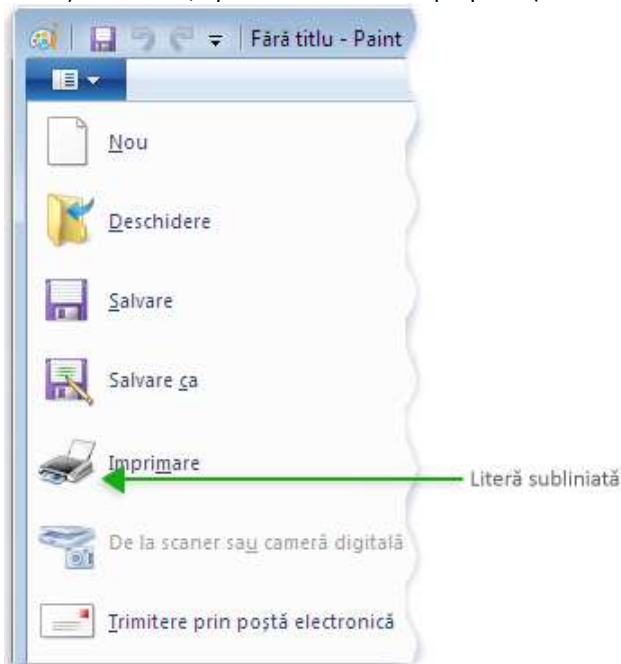 Fără titlu - Paint
Nou
Deschidere
Salvare
Salvare ca
Imprimare
Literă subliniată
De la scaner sau cameră digitală
Trimitere prin poștă electronică